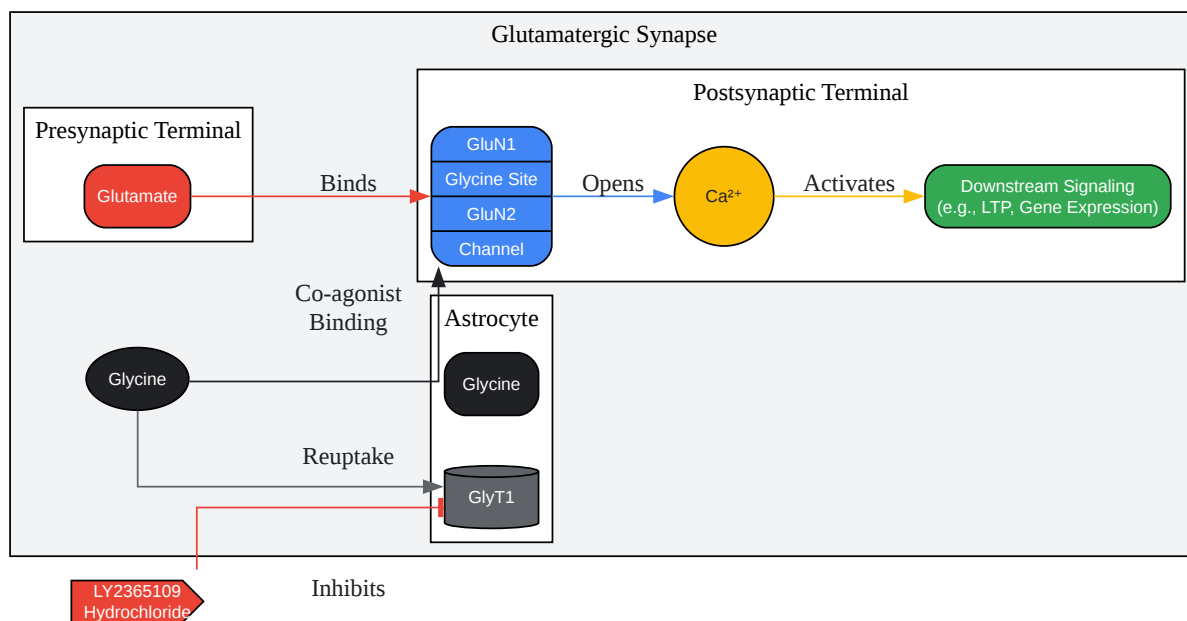 Glutamatergic Synapse
Postsynaptic Terminal
Presynaptic Terminal
Glutamate
Binds
GluN1
Glycine Site
GluN2
Channel
Opens
Ca²⁺
Activates
Downstream Signaling
(e.g., LTP, Gene Expression)
Co-agonist
Binding
Astrocyte
Glycine
Glycine
Reuptake
GlyT1
Inhibits
LY2365109
Hydrochloride